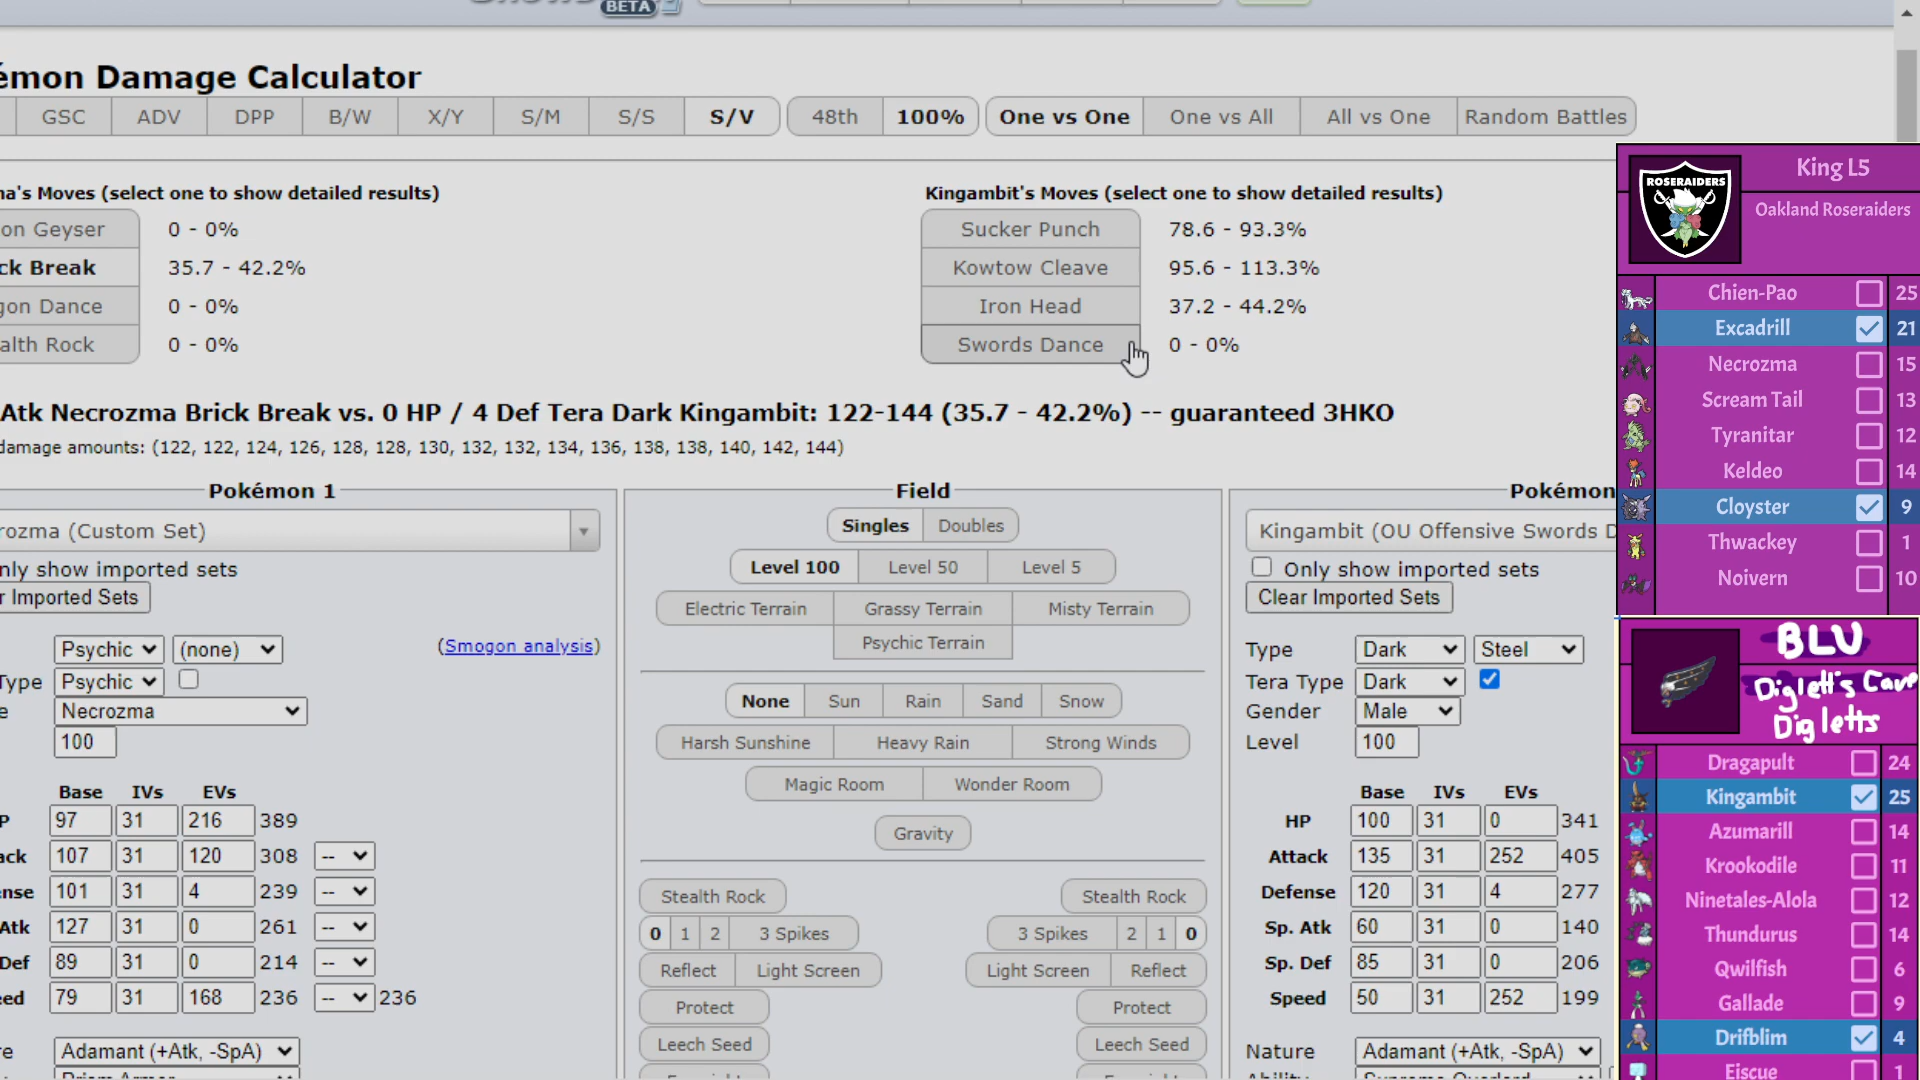 BETA
émon Damage Calculator
GSC ADV DPP B/W X/Y S/M S/S S/V 48th 100% One vs One One vs All All vs One Random Battles
na's Moves (select one to show detailed results)
on Geyser 0 - 0%
ck Break 35.7 - 42.2%
gon Dance 0 - 0%
alth Rock 0 - 0%
Kingambit's Moves (select one to show detailed results)
Sucker Punch 78.6 - 93.3%
Kowtow Cleave 95.6 - 113.3%
Iron Head 37.2 - 44.2%
Swords Dance 0 - 0%
Atk Necrozma Brick Break vs. 0 HP / 4 Def Tera Dark Kingambit: 122-144 (35.7 - 42.2%) -- guaranteed 3HKO
damage amounts: (122, 122, 124, 126, 128, 128, 130, 132, 132, 134, 136, 138, 138, 140, 142, 144)
Pokémon 1
rozma (Custom Set)
nly show imported sets
r Imported Sets
(Smogon analysis)
Psychic (none)
Type Psychic
e Necrozma
100
Base IVs EVs
P 97 31 216 389
ack 107 31 120 308 --
nse 101 31 4 239 --
Atk 127 31 0 261 --
Def 89 31 0 214 --
eed 79 31 168 236 -- 236
e Adamant (+Atk, -SpA)
Prism Armor
Field
Singles Doubles
Level 100 Level 50 Level 5
Electric Terrain Grassy Terrain Misty Terrain
Psychic Terrain
None Sun Rain Sand Snow
Harsh Sunshine Heavy Rain Strong Winds
Magic Room Wonder Room
Gravity
Stealth Rock Stealth Rock
0 1 2 3 Spikes 3 Spikes 2 1 0
Reflect Light Screen Light Screen Reflect
Protect Protect
Leech Seed Leech Seed
Pokémon
Kingambit (OU Offensive Swords D
Only show imported sets
Clear Imported Sets
Type Dark Steel
Tera Type Dark
Gender Male
Level 100
Base IVs EVs
HP 100 31 0 341
Attack 135 31 252 405
Defense 120 31 4 277
Sp. Atk 60 31 0 140
Sp. Def 85 31 0 206
Speed 50 31 252 199
Nature Adamant (+Atk, -SpA)
Ability Supreme Overlord
ROSERAIDERS
King L5
Oakland Roseraiders
Chien-Pao 25
Excadrill 21
Necrozma 15
Scream Tail 13
Tyranitar 12
Keldeo 14
Cloyster 9
Thwackey 1
Noivern 10
BLU
Diglett's Cave
Digletts
Dragapult 24
Kingambit 25
Azumarill 14
Krookodile 11
Ninetales-Alola 12
Thundurus 14
Qwilfish 6
Gallade 9
Drifblim 4
Eiscue 1